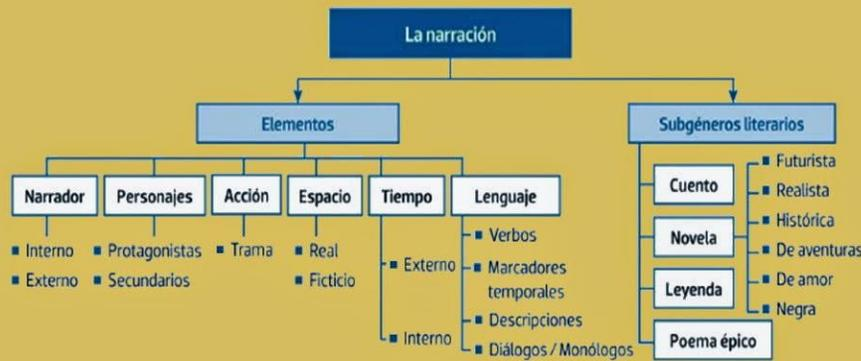 La narración
Elementos
Subgéneros literarios
Narrador
Personajes
Acción
Espacio
Tiempo
Lenguaje
Interno
Externo
Protagonistas
Secundarios
Trama
Real
Ficticio
Externo
Interno
Verbos
Marcadores
temporales
Descripciones
Diálogos / Monólogos
Cuento
Novela
Leyenda
Poema épico
Futurista
Realista
Histórica
De aventuras
De amor
Negra